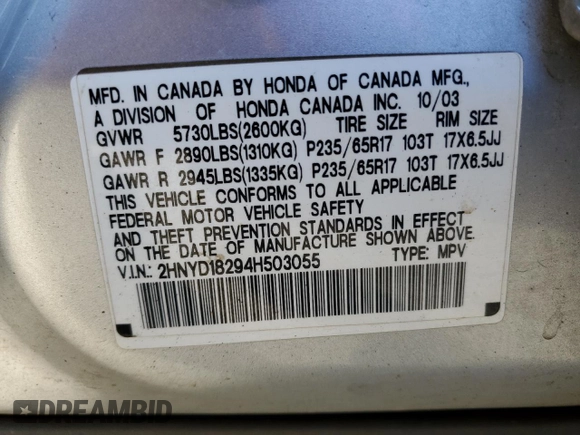 MFD. IN CANADA BY HONDA OF CANADA MFG.,
A DIVISION OF HONDA CANADA INC. 10/03
GVWR 5730LBS(2600KG) TIRE SIZE RIM SIZE
GAWR F 2890LBS(1310KG) P235/65R17 103T 17X6.5JJ
GAWR R 2945LBS(1335KG) P235/65R17 103T 17X6.5JJ
THIS VEHICLE CONFORMS TO ALL APPLICABLE
FEDERAL MOTOR VEHICLE SAFETY
AND THEFT PREVENTION STANDARDS IN EFFECT
ON THE DATE OF MANUFACTURE SHOWN ABOVE.
V.I.N.: 2HNYD18294H503055 TYPE: MPV
DREAMBID